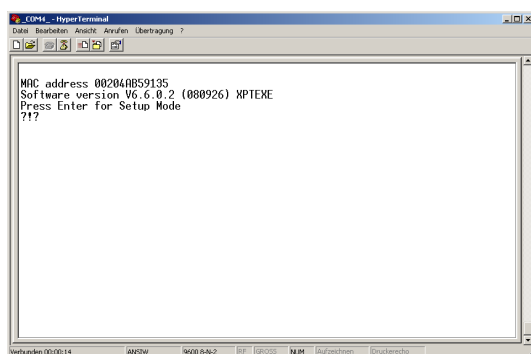 _COM4_ - HyperTerminal
Datei Bearbeiten Ansicht Anrufen Übertragung ?
MAC address 00204AB59135
Software version V6.6.0.2 (080926) XPTEXE
Press Enter for Setup Mode
?!?
Verbunden 00:00:14 ANSIW 9600 8-N-2 RF GROSS NUM Aufzeichnen Druckerecho